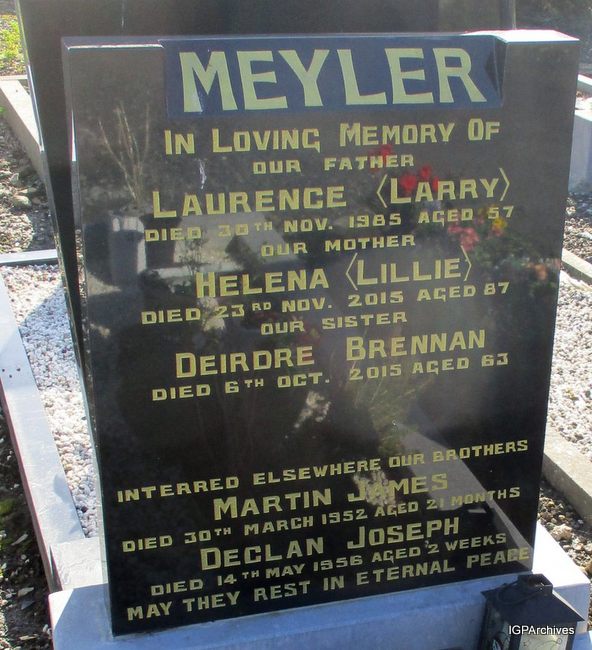 MEYLER
IN LOVING MEMORY OF
OUR FATHER
LAURENCE (LARRY)
DIED 30TH NOV. 1985 AGED 57
OUR MOTHER
HELENA (LILLIE)
DIED 23RD NOV. 2015 AGED 87
OUR SISTER
DEIRDRE BRENNAN
DIED 6TH OCT. 2015 AGED 63
INTERRED ELSEWHERE OUR BROTHERS
MARTIN JAMES
DIED 30TH MARCH 1952 AGED 21 MONTHS
DECLAN JOSEPH
DIED 14TH MAY 1956 AGED 2 WEEKS
MAY THEY REST IN ETERNAL PEACE
IGPArchives